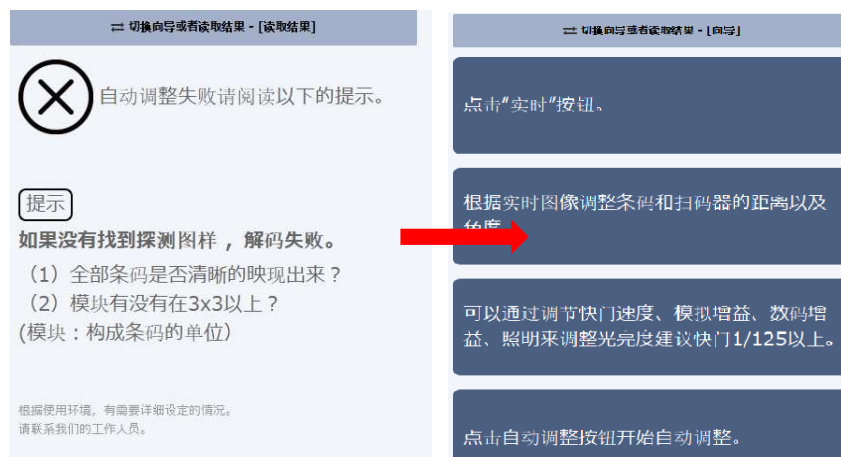 ⇄ 切换向导或者读取结果 - [读取结果]
自动调整失败请阅读以下的提示。
提示
如果没有找到探测图样，解码失败。
（1）全部条码是否清晰的映现出来？
（2）模块有没有在3x3以上？
(模块：构成条码的单位）
根据使用环境，有需要详细设定的情况。
请联系我们的工作人员。
⇄ 切换向导或者读取结果 - [向导]
点击“实时”按钮。
根据实时图像调整条码和扫码器的距离以及
角度
可以通过调节快门速度、模拟增益、数码增
益、照明来调整光亮度建议快门1/125以上。
点击自动调整按钮开始自动调整。